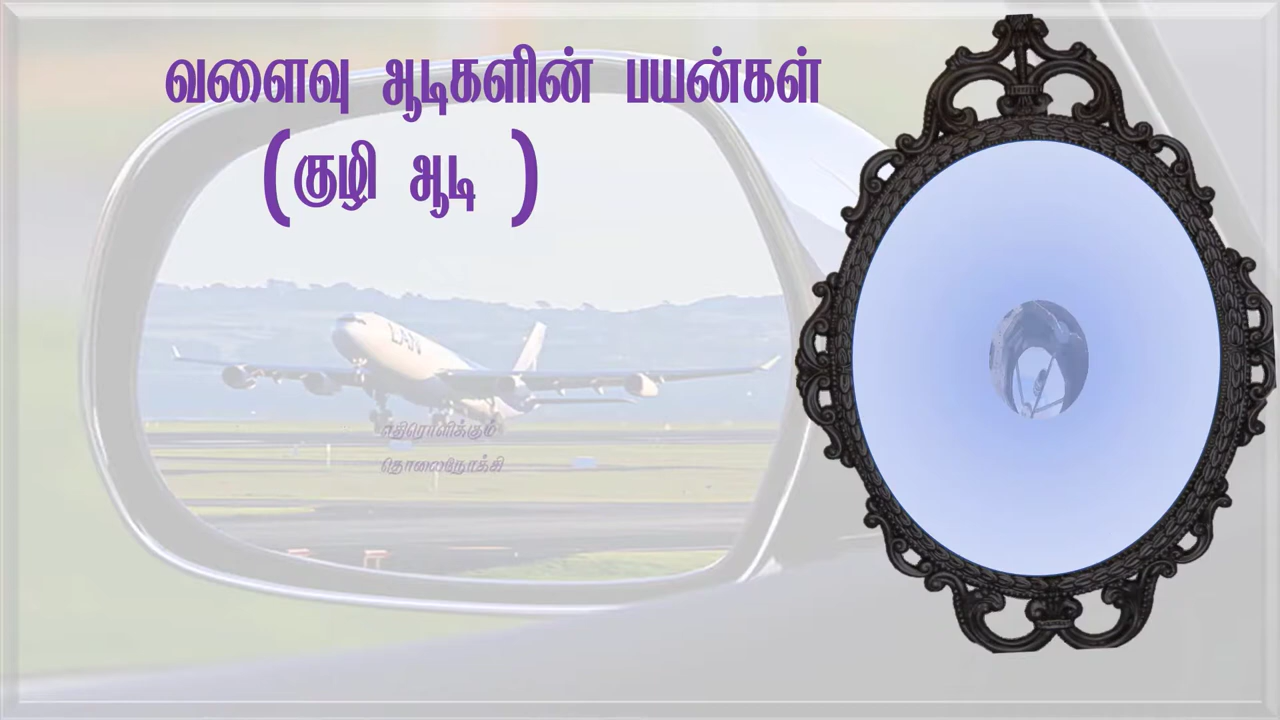 வளைவு ஆடிகளின் பயன்கள்
(குழி ஆடி )
எதிரொளிக்கும்
தொலைநோக்கி